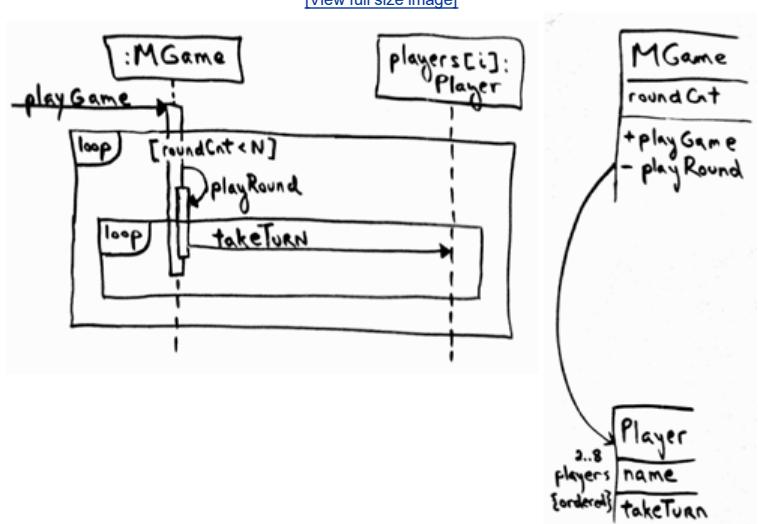 [View full size image]
:MGame
players[i]:
Player
playGame
loop
[roundCnt < N]
playRound
loop
takeTURN
MGame
roundCnt
+playGame
- playRound
2..8
players
{ordered}
Player
name
takeTurn